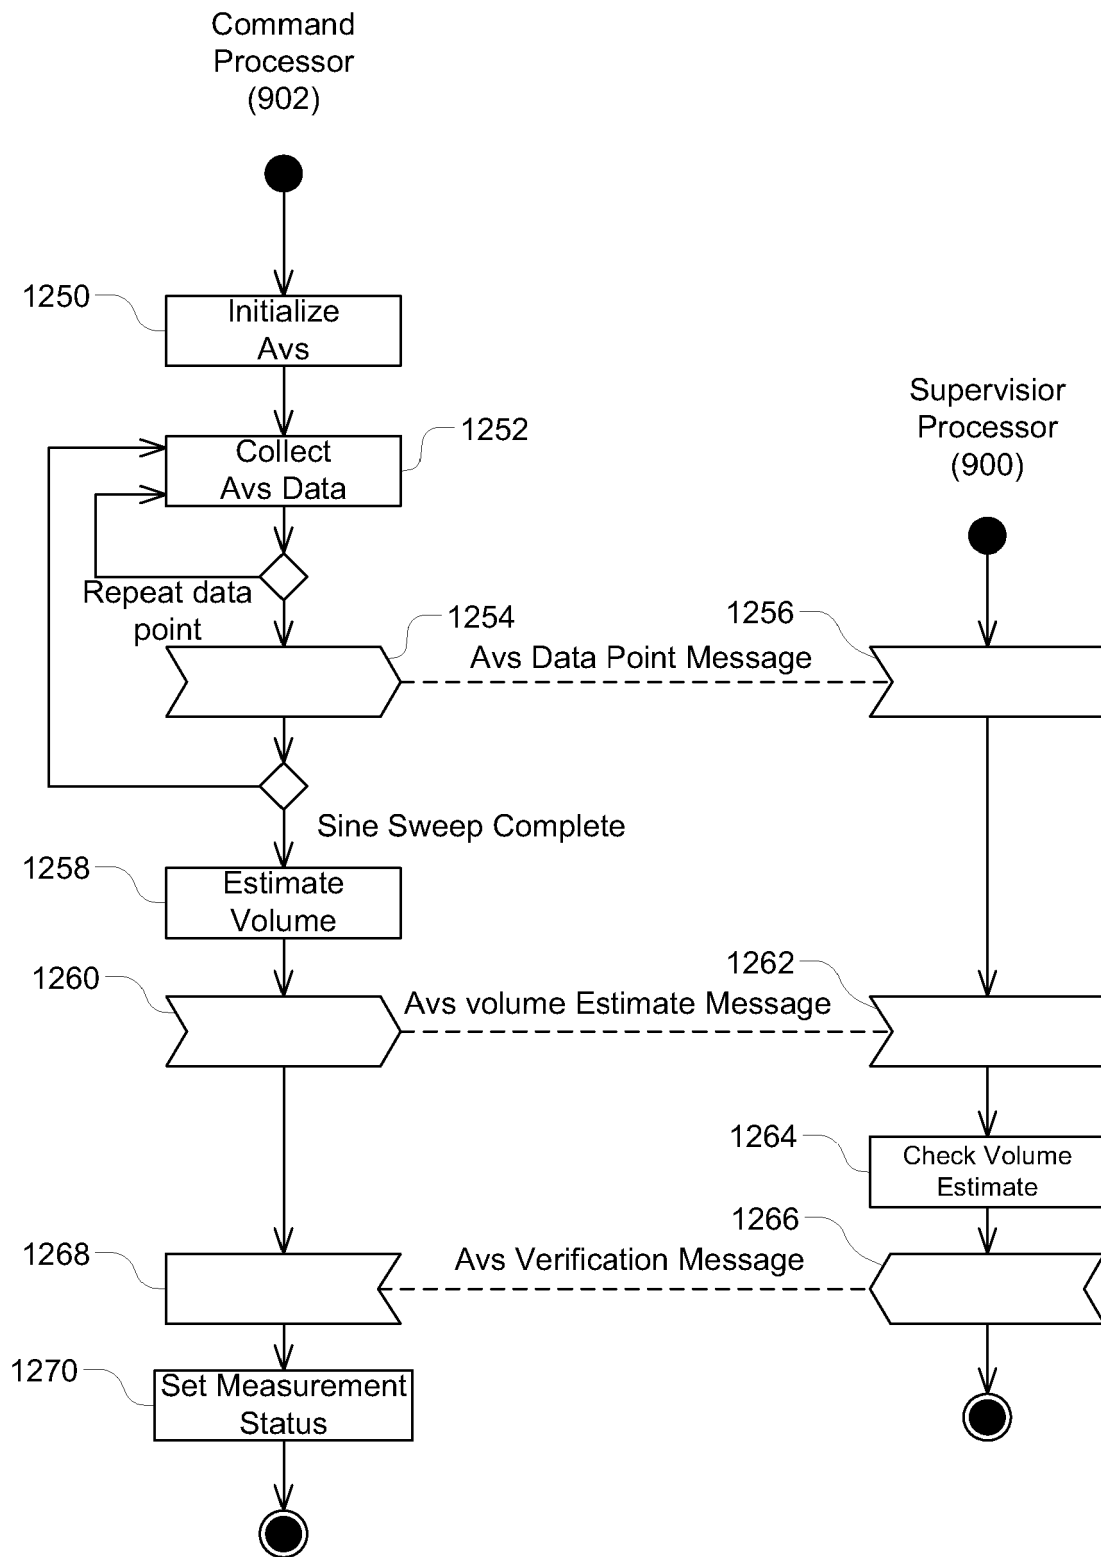 Command
Processor
(902)
1250
Initialize
Avs
1252
Collect
Avs Data
Supervisior
Processor
(900)
Repeat data
point
1254
Avs Data Point Message
1256
Sine Sweep Complete
1258
Estimate
Volume
1260
Avs volume Estimate Message
1262
1264
Check Volume
Estimate
1266
1268
Avs Verification Message
1270
Set Measurement
Status